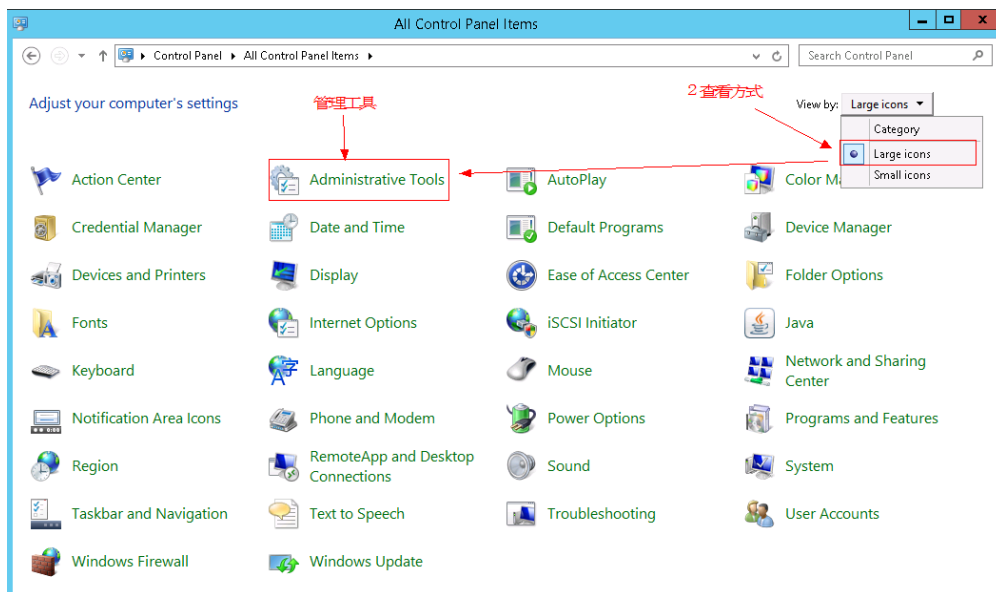 All Control Panel Items
Control Panel
All Control Panel Items
Search Control Panel
Adjust your computer's settings
管理工具
2 查看方式
View by:
Large icons
Category
Large icons
Small icons
Action Center
Administrative Tools
AutoPlay
Color M
Credential Manager
Date and Time
Default Programs
Device Manager
Devices and Printers
Display
Ease of Access Center
Folder Options
Fonts
Internet Options
iSCSI Initiator
Java
Keyboard
Language
Mouse
Network and Sharing
Center
Notification Area Icons
Phone and Modem
Power Options
Programs and Features
Region
RemoteApp and Desktop
Connections
Sound
System
Taskbar and Navigation
Text to Speech
Troubleshooting
User Accounts
Windows Firewall
Windows Update